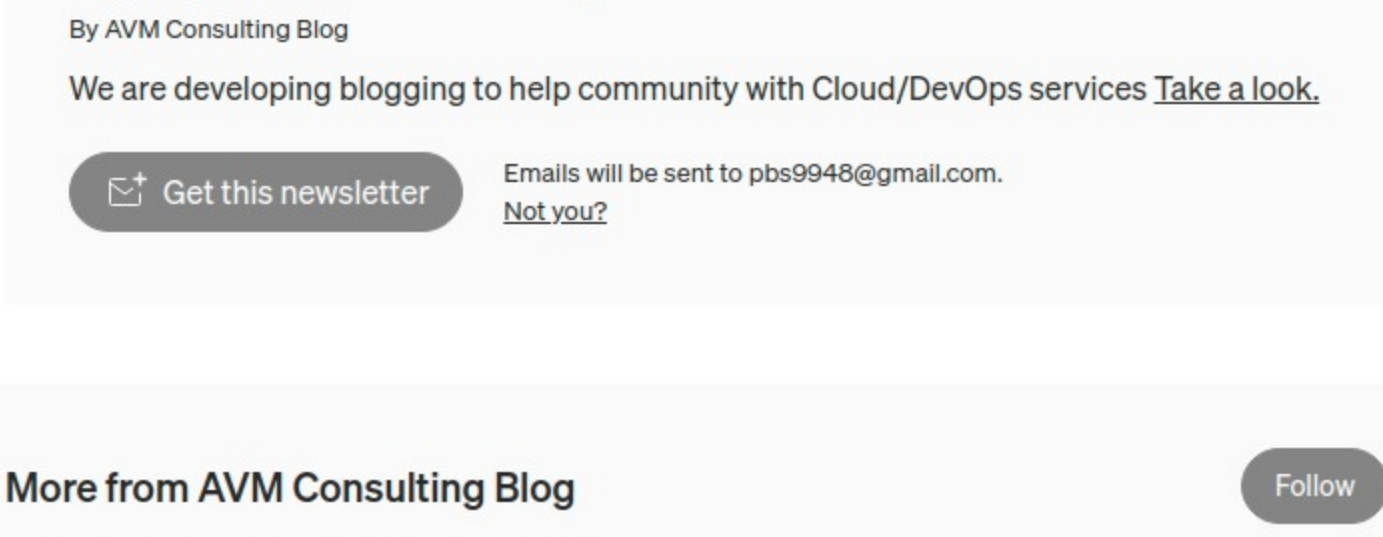 By AVM Consulting Blog
We are developing blogging to help community with Cloud/DevOps services Take a look.
Get this newsletter
Emails will be sent to pbs9948@gmail.com.
Not you?
More from AVM Consulting Blog
Follow